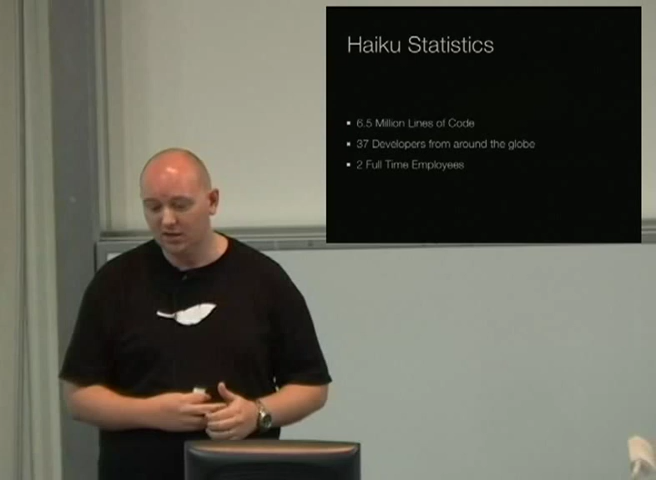 Haiku Statistics
6.5 Million Lines of Code
37 Developers from around the globe
2 Full Time Employees